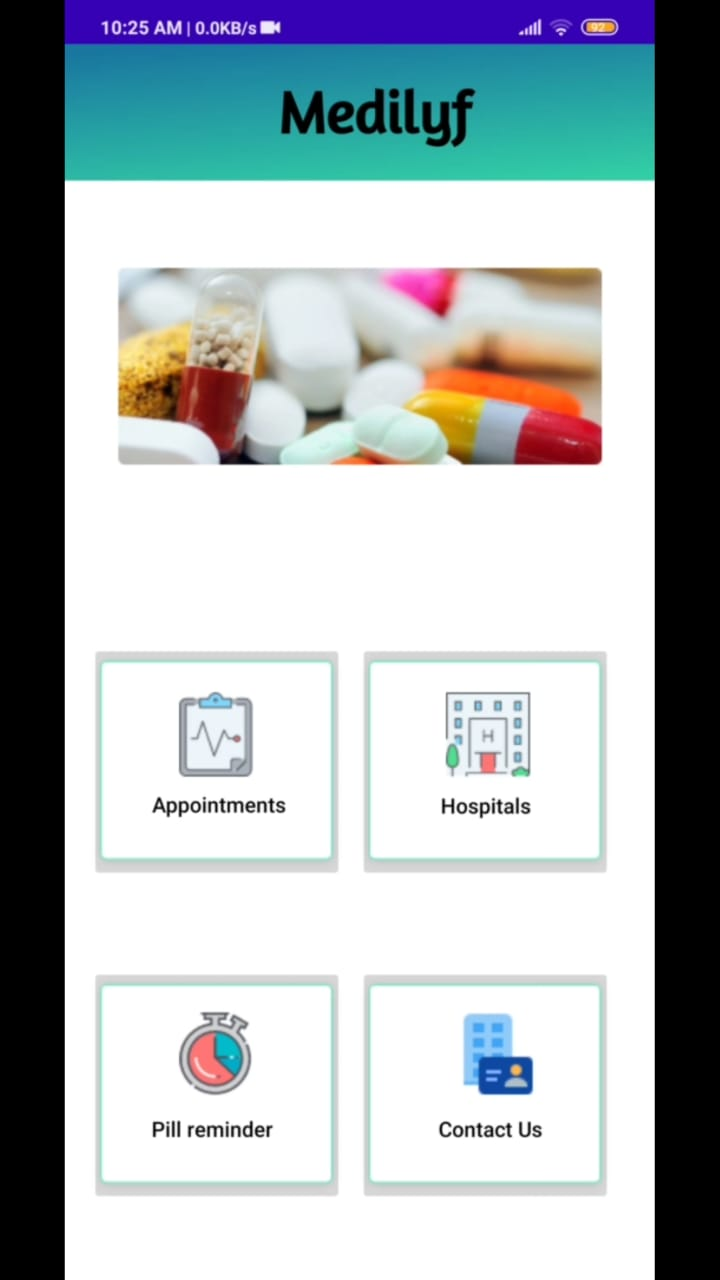 10:25 AM | 0.0KB/s
92
Medilyf
H
Appointments
Hospitals
Pill reminder
Contact Us